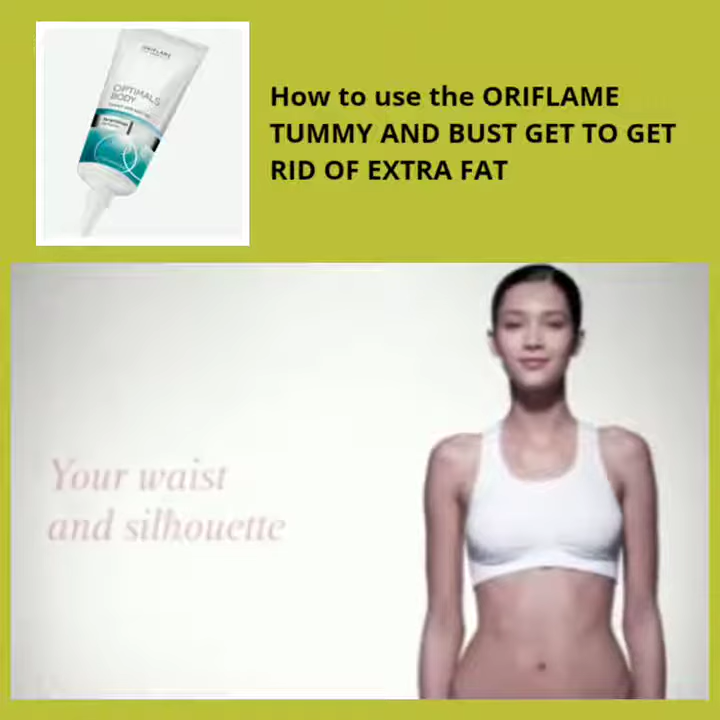 ORIFLAME
OPTIMALS
BODY
How to use the ORIFLAME
TUMMY AND BUST GET TO GET
RID OF EXTRA FAT
Your waist
and silhouette